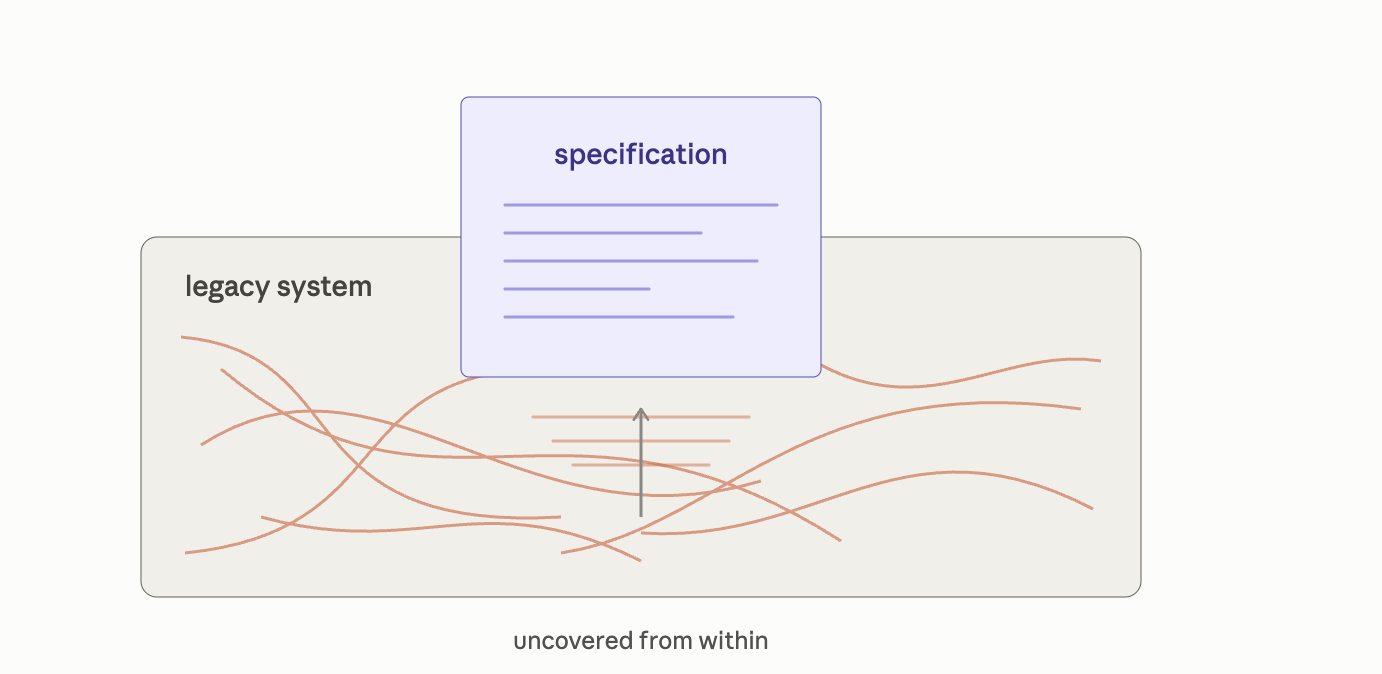 specification
legacy system
uncovered from within